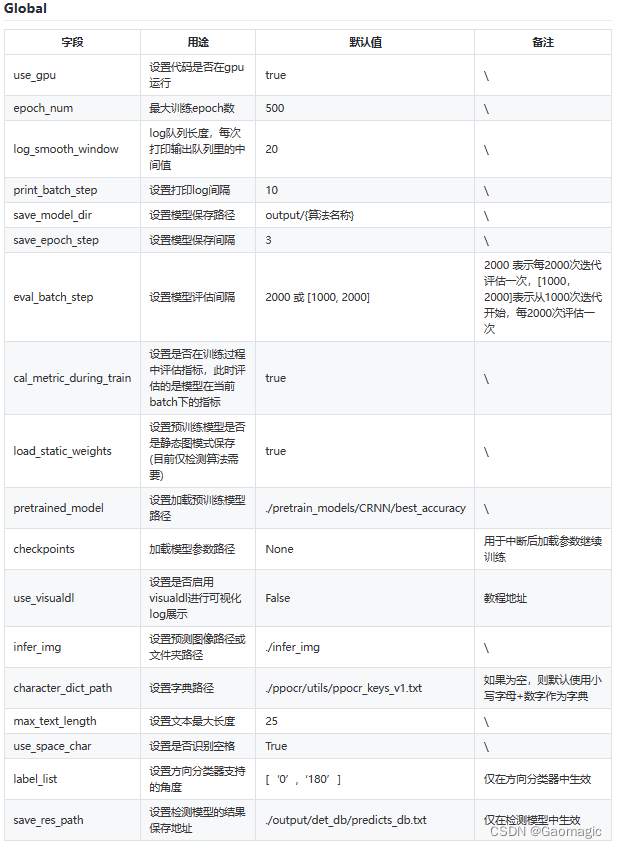 Global
字段 用途 默认值 备注
use_gpu 设置代码是否在gpu
运行 true \
epoch_num 最大训练epoch数 500 \
log_smooth_window log队列长度，每次
打印输出队列里的中
间值 20 \
print_batch_step 设置打印log间隔 10 \
save_model_dir 设置模型保存路径 output/{算法名称} \
save_epoch_step 设置模型保存间隔 3 \
eval_batch_step 设置模型评估间隔 2000 或 [1000, 2000] 2000 表示每2000次迭代
评估一次，[1000，
2000]表示从1000次迭代
开始，每2000次评估一
次
cal_metric_during_train 设置是否在训练过程
中评估指标，此时评
估的是模型在当前
batch下的指标 true \
load_static_weights 设置预训练模型是否
是静态图模式保存
(目前仅检测算法需
要) true \
pretrained_model 设置加载预训练模型
路径 ./pretrain_models/CRNN/best_accuracy \
checkpoints 加载模型参数路径 None 用于中断后加载参数继续
训练
use_visualdl 设置是否启用
visualdl进行可视化
log展示 False 教程地址
infer_img 设置预测图像路径或
文件夹路径 ./infer_img \
character_dict_path 设置字典路径 ./ppocr/utils/ppocr_keys_v1.txt 如果为空，则默认使用小
写字母+数字作为字典
max_text_length 设置文本最大长度 25 \
use_space_char 设置是否识别空格 True \
label_list 设置方向分类器支持
的角度 [‘0’,‘180’] 仅在方向分类器中生效
save_res_path 设置检测模型的结果
保存地址 ./output/det_db/predicts_db.txt 仅在检测模型中生效
CSDN @Gaomagic